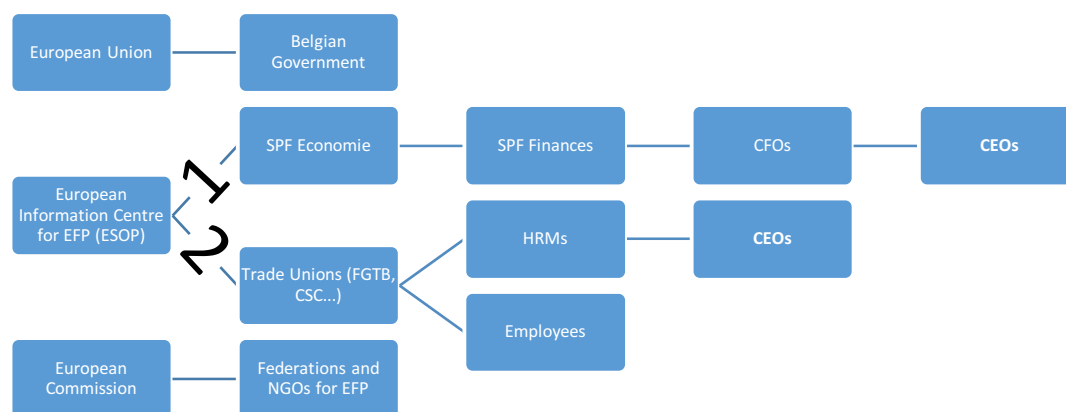 European Union
Belgian
Government
SPF Economie
SPF Finances
CFOs
CEOs
1
European
Information Centre
for EFP (ESOP)
2
HRMs
CEOs
Trade Unions (FGTB,
CSC...)
Employees
European
Commission
Federations and
NGOs for EFP